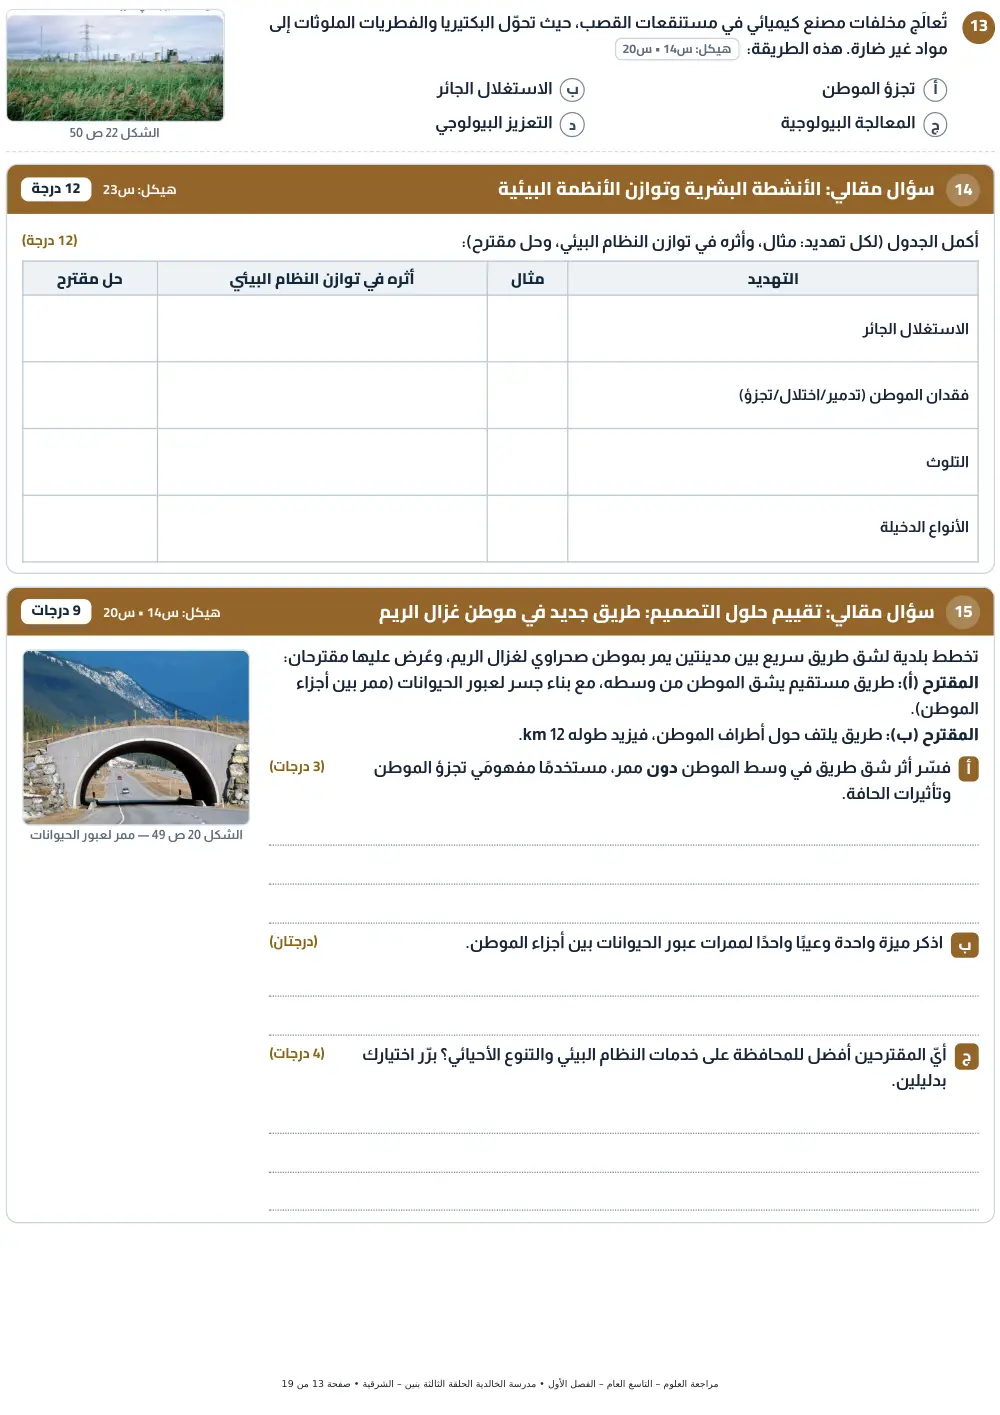 13
تُعالَج مخلفات مصنع كيميائي في مستنقعات القصب، حيث تحوّل البكتيريا والفطريات الملوثات إلى
مواد غير ضارة. هذه الطريقة: هيكل: س14 • س20
أ تجزؤ الموطن
ب الاستغلال الجائر
ج المعالجة البيولوجية
د التعزيز البيولوجي
الشكل 22 ص 50
14 سؤال مقالي: الأنشطة البشرية وتوازن الأنظمة البيئية هيكل: س23 12 درجة
أكمل الجدول (لكل تهديد: مثال، وأثره في توازن النظام البيئي، وحل مقترح): (12 درجة)
التهديد مثال أثره في توازن النظام البيئي حل مقترح
الاستغلال الجائر
فقدان الموطن (تدمير/اختلال/تجزؤ)
التلوث
الأنواع الدخيلة
15 سؤال مقالي: تقييم حلول التصميم: طريق جديد في موطن غزال الريم هيكل: س14 • س20 9 درجات
تخطط بلدية لشق طريق سريع بين مدينتين يمر بموطن صحراوي لغزال الريم، وعُرض عليها مقترحان:
المقترح (أ): طريق مستقيم يشق الموطن من وسطه، مع بناء جسر لعبور الحيوانات (ممر بين أجزاء
الموطن).
المقترح (ب): طريق يلتف حول أطراف الموطن، فيزيد طوله 12 km.
أ فسّر أثر شق طريق في وسط الموطن دون ممر، مستخدمًا مفهومَي تجزؤ الموطن (3 درجات)
وتأثيرات الحافة.
الشكل 20 ص 49 — ممر لعبور الحيوانات
ب اذكر ميزة واحدة وعيبًا واحدًا لممرات عبور الحيوانات بين أجزاء الموطن. (درجتان)
ج أيّ المقترحين أفضل للمحافظة على خدمات النظام البيئي والتنوع الأحيائي؟ برّر اختيارك (4 درجات)
بدليلين.
مراجعة العلوم – التاسع العام – الفصل الأول • مدرسة الخالدية الحلقة الثالثة بنين – الشرقية • صفحة 13 من 19